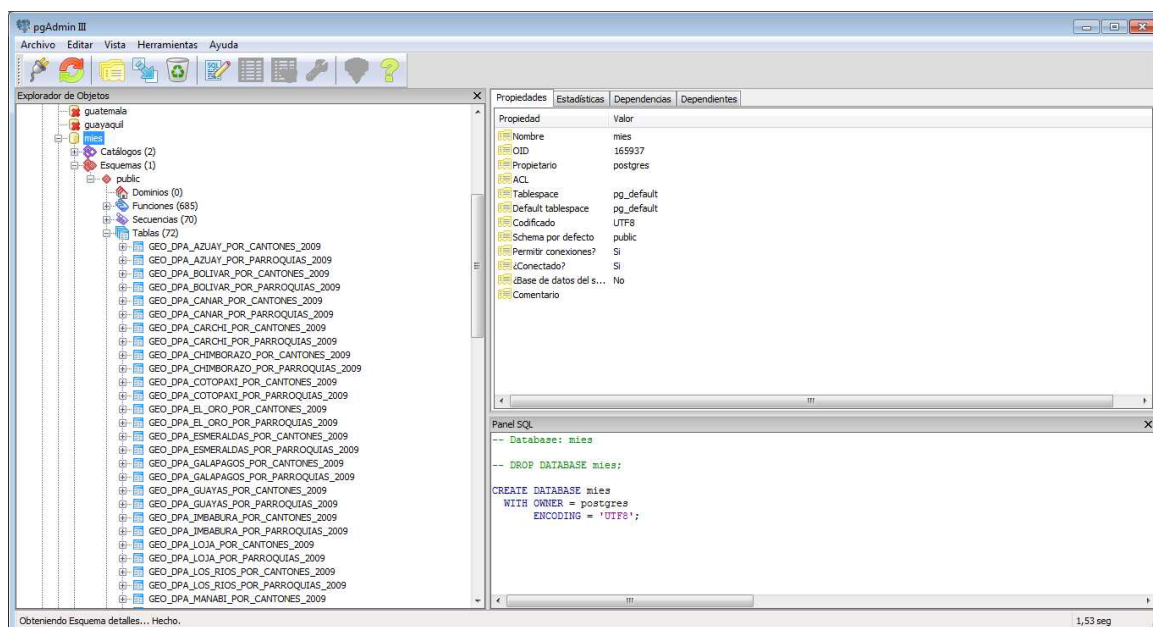 pgAdmin III
Archivo Editar Vista Herramientas Ayuda
Explorador de Objetos
guatemala
guayaquil
mies
Catálogos (2)
Esquemas (1)
public
Dominios (0)
Funciones (685)
Secuencias (70)
Tablas (72)
GEO_DPA_AZUAY_POR_CANTONES_2009
GEO_DPA_AZUAY_POR_PARROQUIAS_2009
GEO_DPA_BOLIVAR_POR_CANTONES_2009
GEO_DPA_BOLIVAR_POR_PARROQUIAS_2009
GEO_DPA_CANAR_POR_CANTONES_2009
GEO_DPA_CANAR_POR_PARROQUIAS_2009
GEO_DPA_CARCHI_POR_CANTONES_2009
GEO_DPA_CARCHI_POR_PARROQUIAS_2009
GEO_DPA_CHIMBORAZO_POR_CANTONES_2009
GEO_DPA_CHIMBORAZO_POR_PARROQUIAS_2009
GEO_DPA_COTOPAXI_POR_CANTONES_2009
GEO_DPA_COTOPAXI_POR_PARROQUIAS_2009
GEO_DPA_EL_ORO_POR_CANTONES_2009
GEO_DPA_EL_ORO_POR_PARROQUIAS_2009
GEO_DPA_ESMERALDAS_POR_CANTONES_2009
GEO_DPA_ESMERALDAS_POR_PARROQUIAS_2009
GEO_DPA_GALAPAGOS_POR_CANTONES_2009
GEO_DPA_GALAPAGOS_POR_PARROQUIAS_2009
GEO_DPA_GUAYAS_POR_CANTONES_2009
GEO_DPA_GUAYAS_POR_PARROQUIAS_2009
GEO_DPA_IMBABURA_POR_CANTONES_2009
GEO_DPA_IMBABURA_POR_PARROQUIAS_2009
GEO_DPA_LOJA_POR_CANTONES_2009
GEO_DPA_LOJA_POR_PARROQUIAS_2009
GEO_DPA_LOS_RIOS_POR_CANTONES_2009
GEO_DPA_LOS_RIOS_POR_PARROQUIAS_2009
GEO_DPA_MANABI_POR_CANTONES_2009
Propiedades Estadísticas Dependencias Dependientes
Propiedad Valor
Nombre mies
OID 165937
Propietario postgres
ACL
Tablespace pg_default
Default tablespace pg_default
Codificado UTF8
Schema por defecto public
Permitir conexiones? Si
¿Conectado? Si
¿Base de datos del s... No
Comentario
Panel SQL
-- Database: mies
-- DROP DATABASE mies;
CREATE DATABASE mies
WITH OWNER = postgres
ENCODING = 'UTF8';
Obteniendo Esquema detalles... Hecho.
1,53 seg